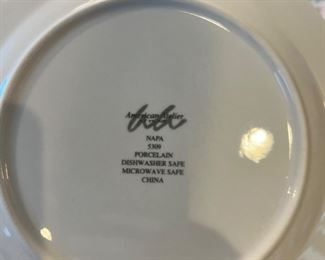 American Atelier
NAPA
5309
PORCELAIN
DISHWASHER SAFE
MICROWAVE SAFE
CHINA